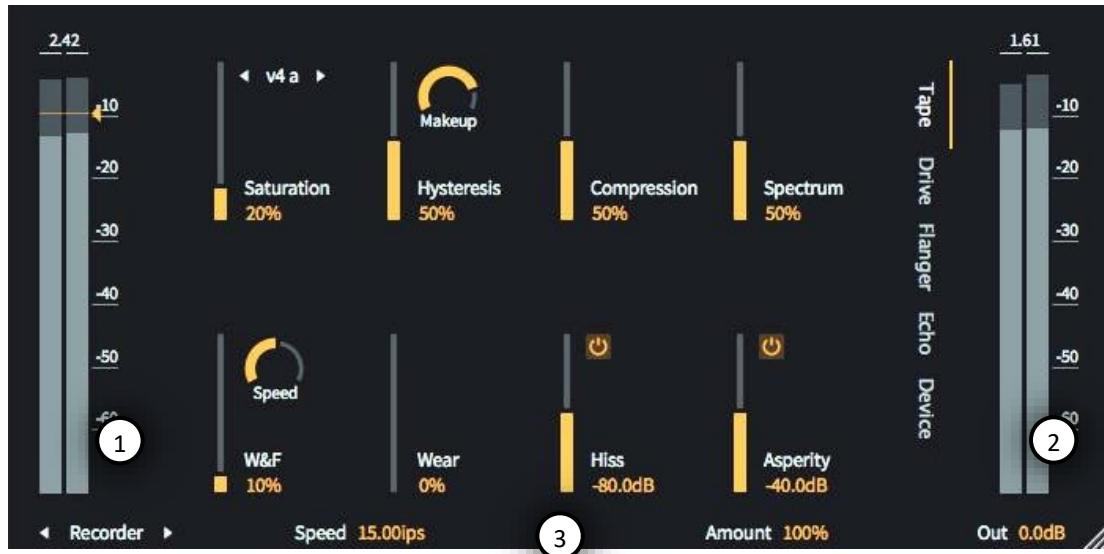 2.42
1.61
v4 a
Makeup
Saturation
20%
Hysteresis
50%
Compression
50%
Spectrum
50%
-10
-20
-30
-40
-50
-60
Speed
W&F
10%
Wear
0%
Hiss
-80.0dB
Asperity
-40.0dB
Tape
Drive
Flanger
Echo
Device
-10
-20
-30
-40
-50
60
1
2
Recorder
Speed 15.00ips
3
Amount 100%
Out 0.0dB